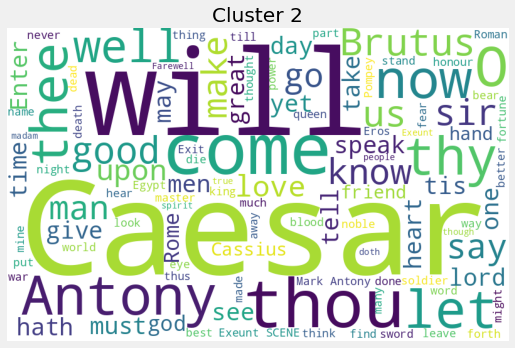 Cluster 2
never thing till part Roman
Farewell thought day Brutus now O
Enter thee well will make great power Pompey stand honour
dead may yet go take us sir bear
name death madam queen Eros fear Exeunt hand fortune
time good come speak thy
night upon Exit die know people better
hear Egypt true king men love friend tis one
man master much tell
mine give look spirit Caesar away blood noble heart way though
world Rome Cassius eye doth say
put thus made Mark Antony done soldier word lord
war Antony see thou many let might
hath must god best Exeunt SCENE think find sword leave forth